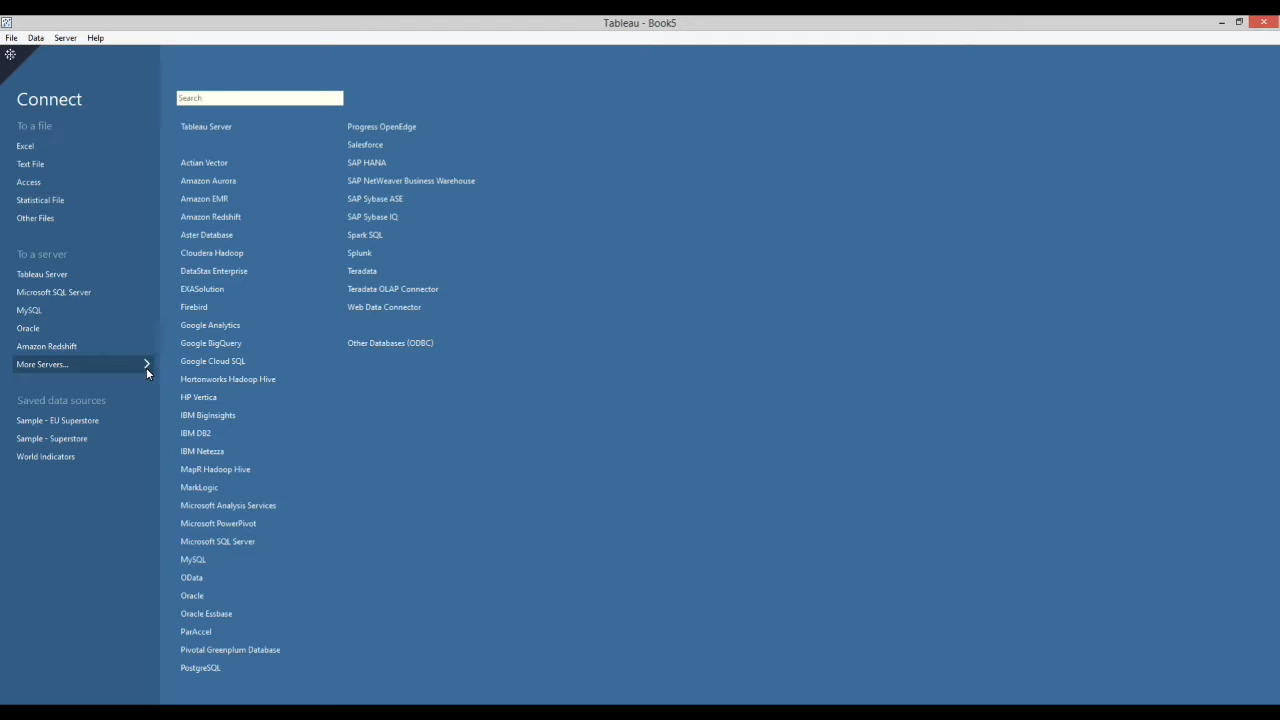 Tableau - Book5
File Data Server Help
Connect
To a file
Excel
Text File
Access
Statistical File
Other Files
To a server
Tableau Server
Microsoft SQL Server
MySQL
Oracle
Amazon Redshift
More Servers...
Saved data sources
Sample - EU Superstore
Sample - Superstore
World Indicators
Search
Tableau Server
Actian Vector
Amazon Aurora
Amazon EMR
Amazon Redshift
Aster Database
Cloudera Hadoop
DataStax Enterprise
EXASolution
Firebird
Google Analytics
Google BigQuery
Google Cloud SQL
Hortonworks Hadoop Hive
HP Vertica
IBM BigInsights
IBM DB2
IBM Netezza
MapR Hadoop Hive
MarkLogic
Microsoft Analysis Services
Microsoft PowerPivot
Microsoft SQL Server
MySQL
OData
Oracle
Oracle Essbase
ParAccel
Pivotal Greenplum Database
PostgreSQL
Progress OpenEdge
Salesforce
SAP HANA
SAP NetWeaver Business Warehouse
SAP Sybase ASE
SAP Sybase IQ
Spark SQL
Splunk
Teradata
Teradata OLAP Connector
Web Data Connector
Other Databases (ODBC)